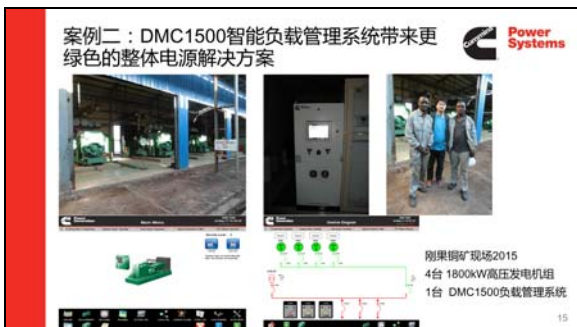 案例二：DMC1500智能负载管理系统带来更
绿色的整体电源解决方案
Cummins
Power
Systems
Power
Generation
刚果铜矿现场2015
4台 1800kW高压发电机组
1台 DMC1500负载管理系统
15